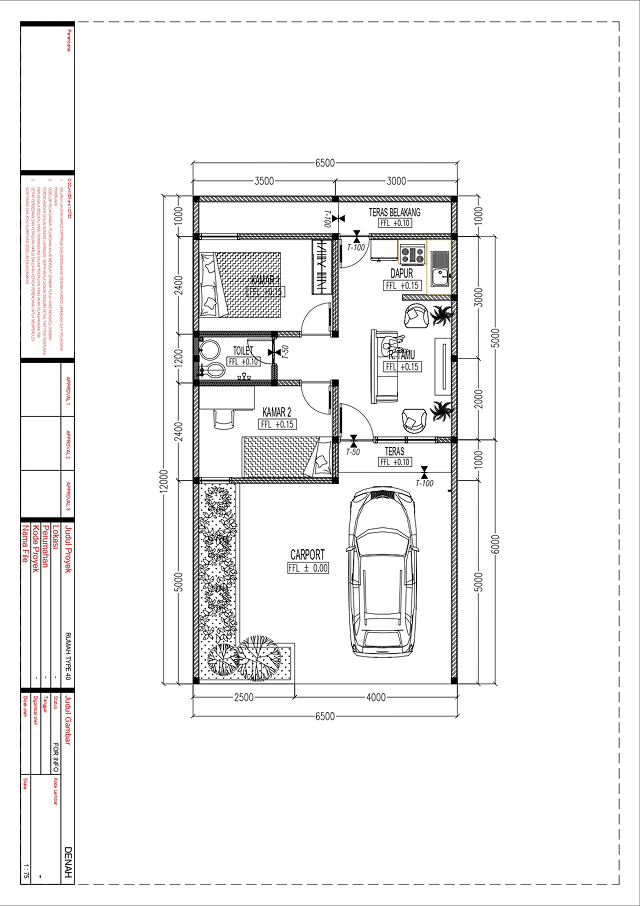 6500
3500
3000
1000
T-100
TERAS BELAKANG
FFL +0.10
1000
T-100
2400
KAMAR 1
FFL +0.15
DAPUR
FFL +0.15
3000
5000
1200
TOILET
FFL +0.10
T-50
R. TAMU
FFL +0.15
2000
2400
KAMAR 2
FFL +0.15
T-50
TERAS
FFL +0.10
T-100
1000
12000
6000
CARPORT
FFL ± 0.00
5000
5000
2500
4000
6500
Perencana:
DISCLAIMER and NOTES
APPROVAL 1
APPROVAL 2
APPROVAL 3
Judul Proyek
RUMAH TYPE 40
Lokasi
-
Perumahan
-
Kode Proyek
-
Nama File
Judul Gambar
DENAH
Status
FOR INFO
Kode Lembar
-
Tanggal
Digambar oleh
Dicek oleh
Skala
1 : 75